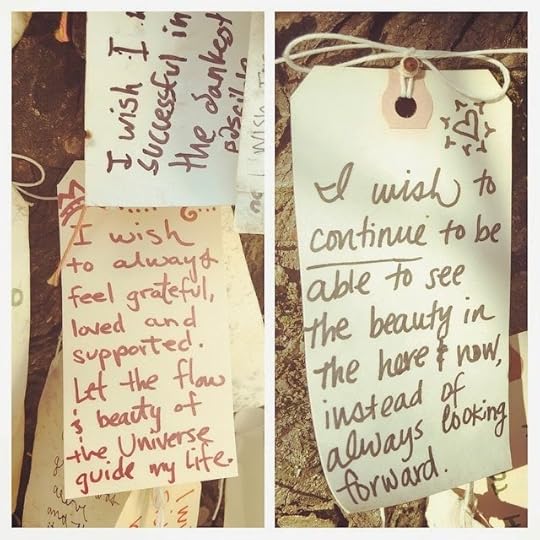 I wish I
successful in
the dankest
possible
I wish
to always
feel grateful,
loved and
supported.
Let the flow
& beauty of
the Universe
guide my life.
I wish to
continue to be
able to see
the beauty in
the here & now,
instead of
always looking
forward.